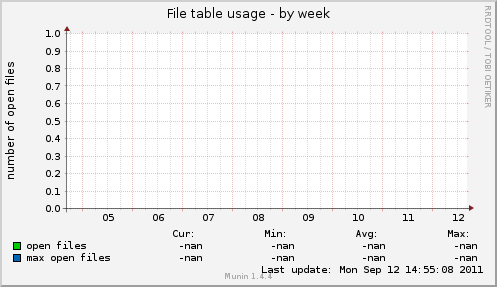 File table usage - by week
RRDTOOL / TOBI OETIKER
number of open files
1.0
0.9
0.8
0.7
0.6
0.5
0.4
0.3
0.2
0.1
0.0
05 06 07 08 09 10 11 12
Cur: Min: Avg: Max:
open files -nan -nan -nan -nan
max open files -nan -nan -nan -nan
Last update: Mon Sep 12 14:55:08 2011
Munin 1.4.4